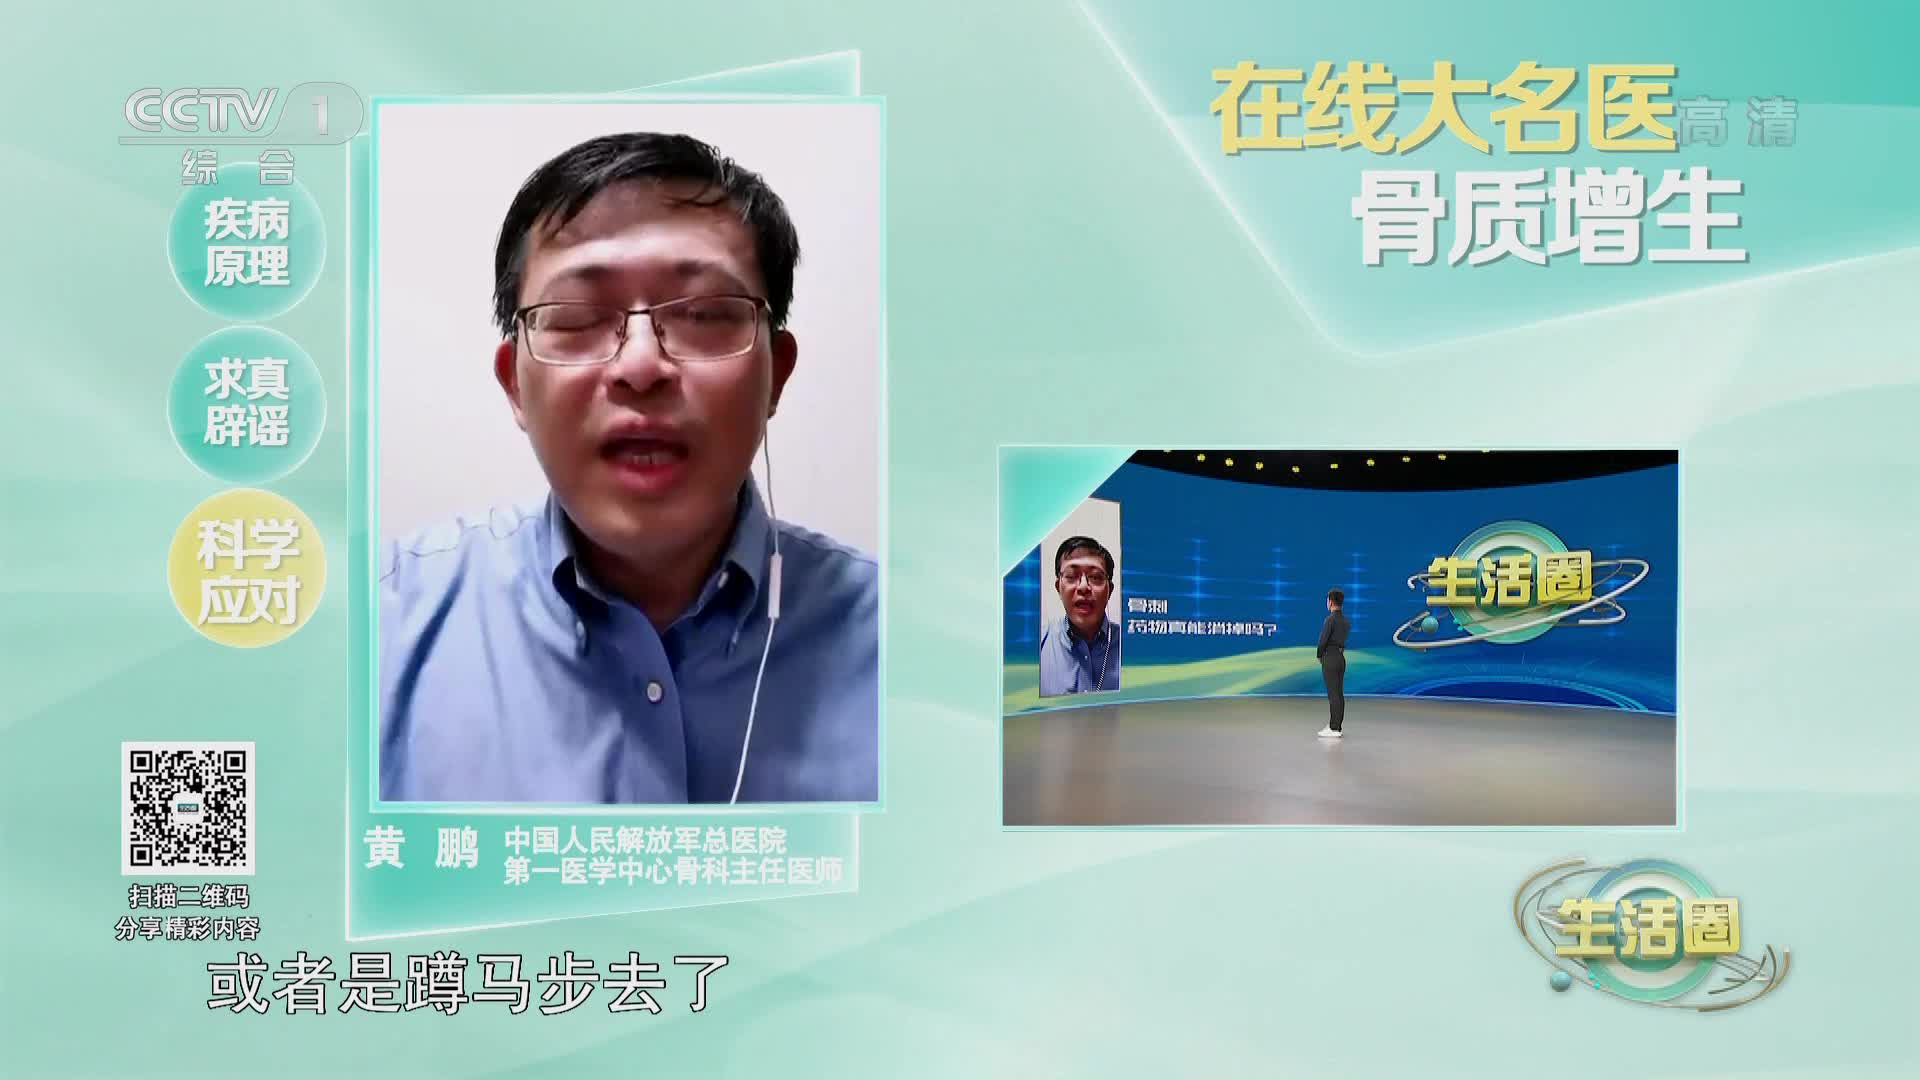 CCTV 1
综合
高清
在线大名医
骨质增生
疾病
原理
求真
辟谣
科学
应对
骨刺
药物真能消掉吗?
生活圈
黄鹏
中国人民解放军总医院
第一医学中心骨科主任医师
扫描二维码
分享精彩内容
生活圈
或者是蹲马步去了